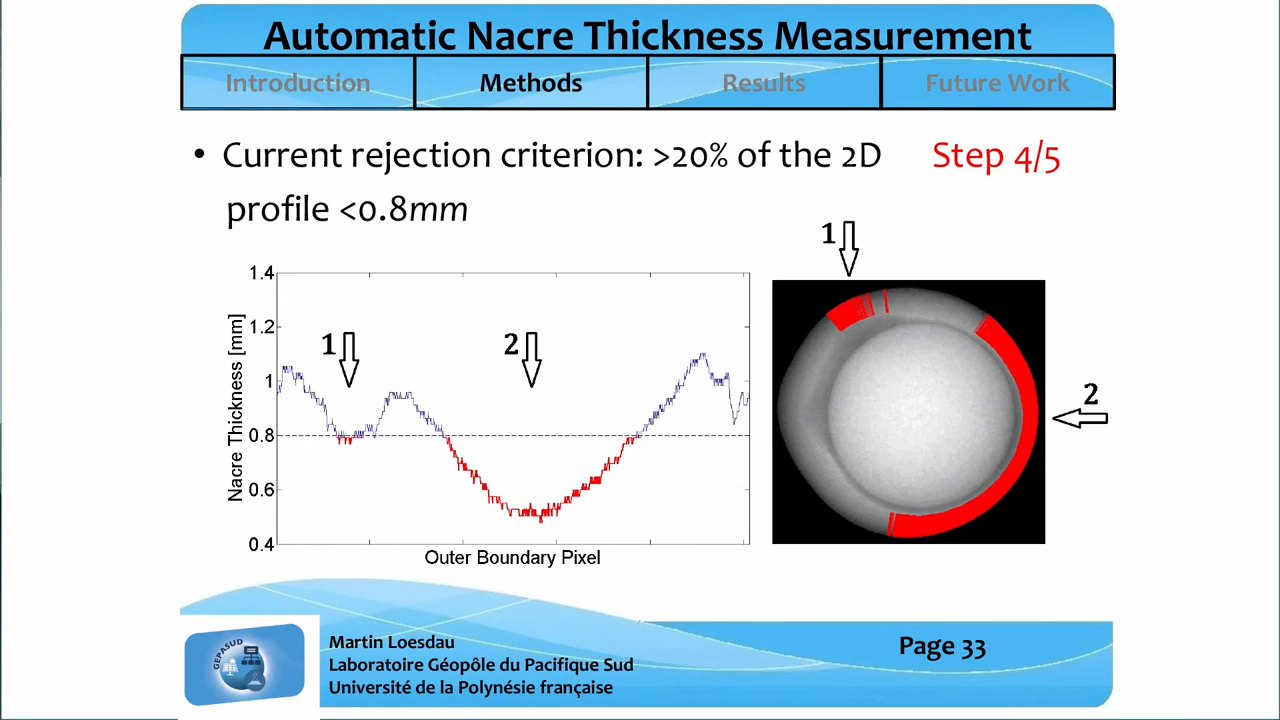 Automatic Nacre Thickness Measurement
Introduction
Methods
Results
Future Work
• Current rejection criterion: >20% of the 2D
profile <0.8mm
Step 4/5
1.4
1.2
1
0.8
0.6
0.4
Nacre Thickness [mm]
1
2
Outer Boundary Pixel
1
2
GEPASUD
Martin Loesdau
Laboratoire Géopôle du Pacifique Sud
Université de la Polynésie française
Page 33